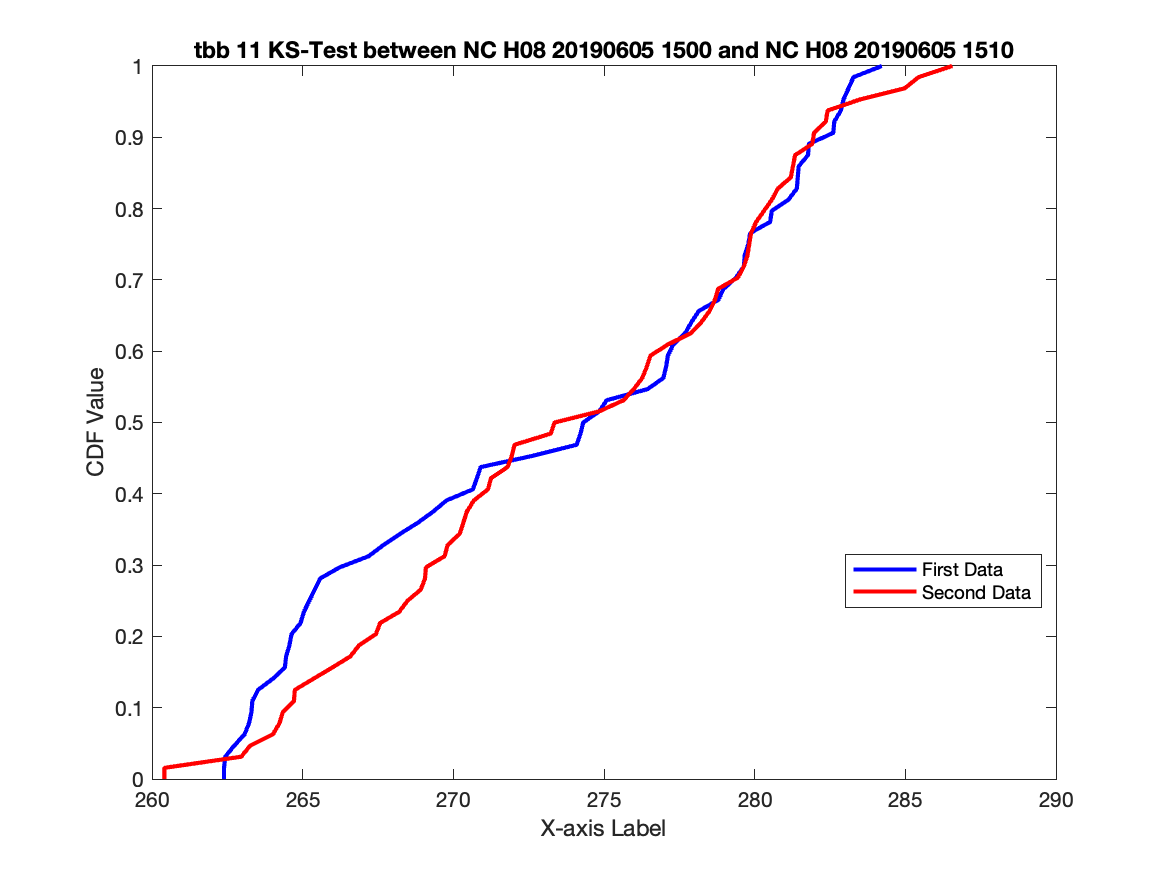 tbb 11 KS-Test between NC H08 20190605 1500 and NC H08 20190605 1510
1
0.9
0.8
0.7
0.6
0.5
0.4
0.3
0.2
0.1
0
CDF Value
First Data
Second Data
260 265 270 275 280 285 290
X-axis Label